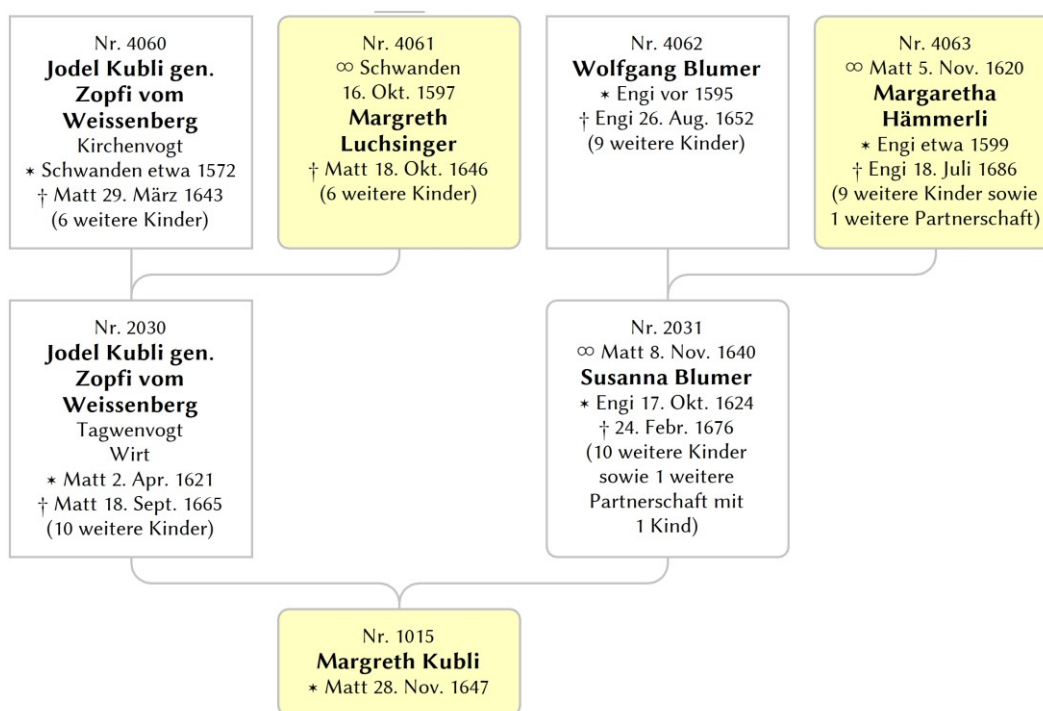 Nr. 4060
Jodel Kubli gen.
Zopfi vom
Weissenberg
Kirchenvogt
* Schwanden etwa 1572
† Matt 29. März 1643
(6 weitere Kinder)
Nr. 4061
∞ Schwanden
16. Okt. 1597
Margreth
Luchsinger
† Matt 18. Okt. 1646
(6 weitere Kinder)
Nr. 4062
Wolfgang Blumer
* Engi vor 1595
† Engi 26. Aug. 1652
(9 weitere Kinder)
Nr. 4063
∞ Matt 5. Nov. 1620
Margaretha
Hämmerli
* Engi etwa 1599
† Engi 18. Juli 1686
(9 weitere Kinder sowie
1 weitere Partnerschaft)
Nr. 2030
Jodel Kubli gen.
Zopfi vom
Weissenberg
Tagwenvogt
Wirt
* Matt 2. Apr. 1621
† Matt 18. Sept. 1665
(10 weitere Kinder)
Nr. 2031
∞ Matt 8. Nov. 1640
Susanna Blumer
* Engi 17. Okt. 1624
† 24. Febr. 1676
(10 weitere Kinder
sowie 1 weitere
Partnerschaft mit
1 Kind)
Nr. 1015
Margreth Kubli
* Matt 28. Nov. 1647